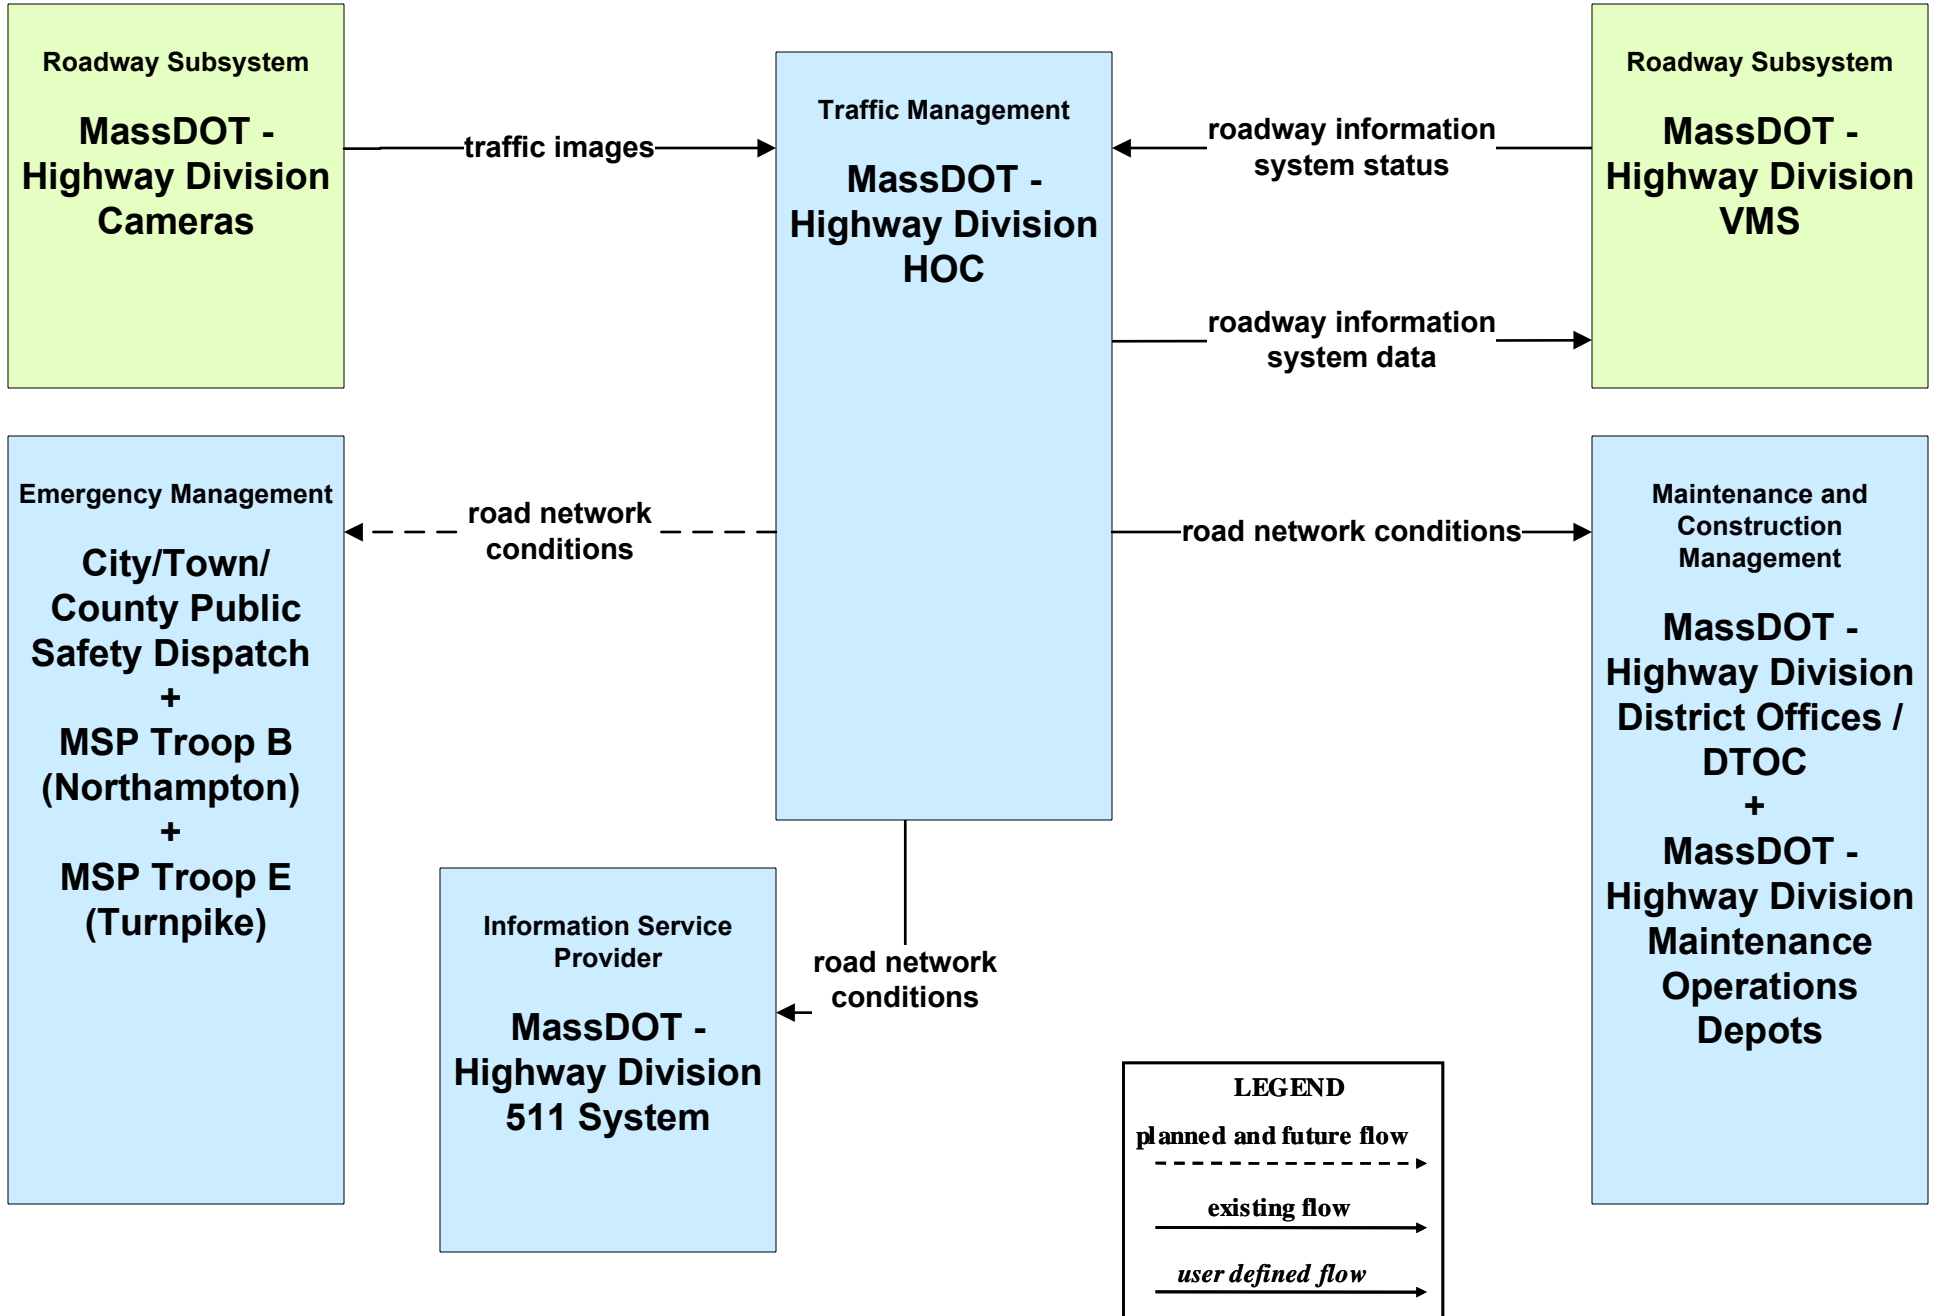 Roadway Subsystem
MassDOT -
Highway Division
Cameras
traffic images
Traffic Management
MassDOT -
Highway Division
HOC
roadway information
system status
Roadway Subsystem
MassDOT -
Highway Division
VMS
roadway information
system data
Emergency Management
City/Town/
County Public
Safety Dispatch
+
MSP Troop B
(Northampton)
+
MSP Troop E
(Turnpike)
road network
conditions
road network conditions
Maintenance and
Construction
Management
MassDOT -
Highway Division
District Offices /
DTOC
+
MassDOT -
Highway Division
Maintenance
Operations
Depots
Information Service
Provider
MassDOT -
Highway Division
511 System
road network
conditions
LEGEND
planned and future flow
existing flow
user defined flow